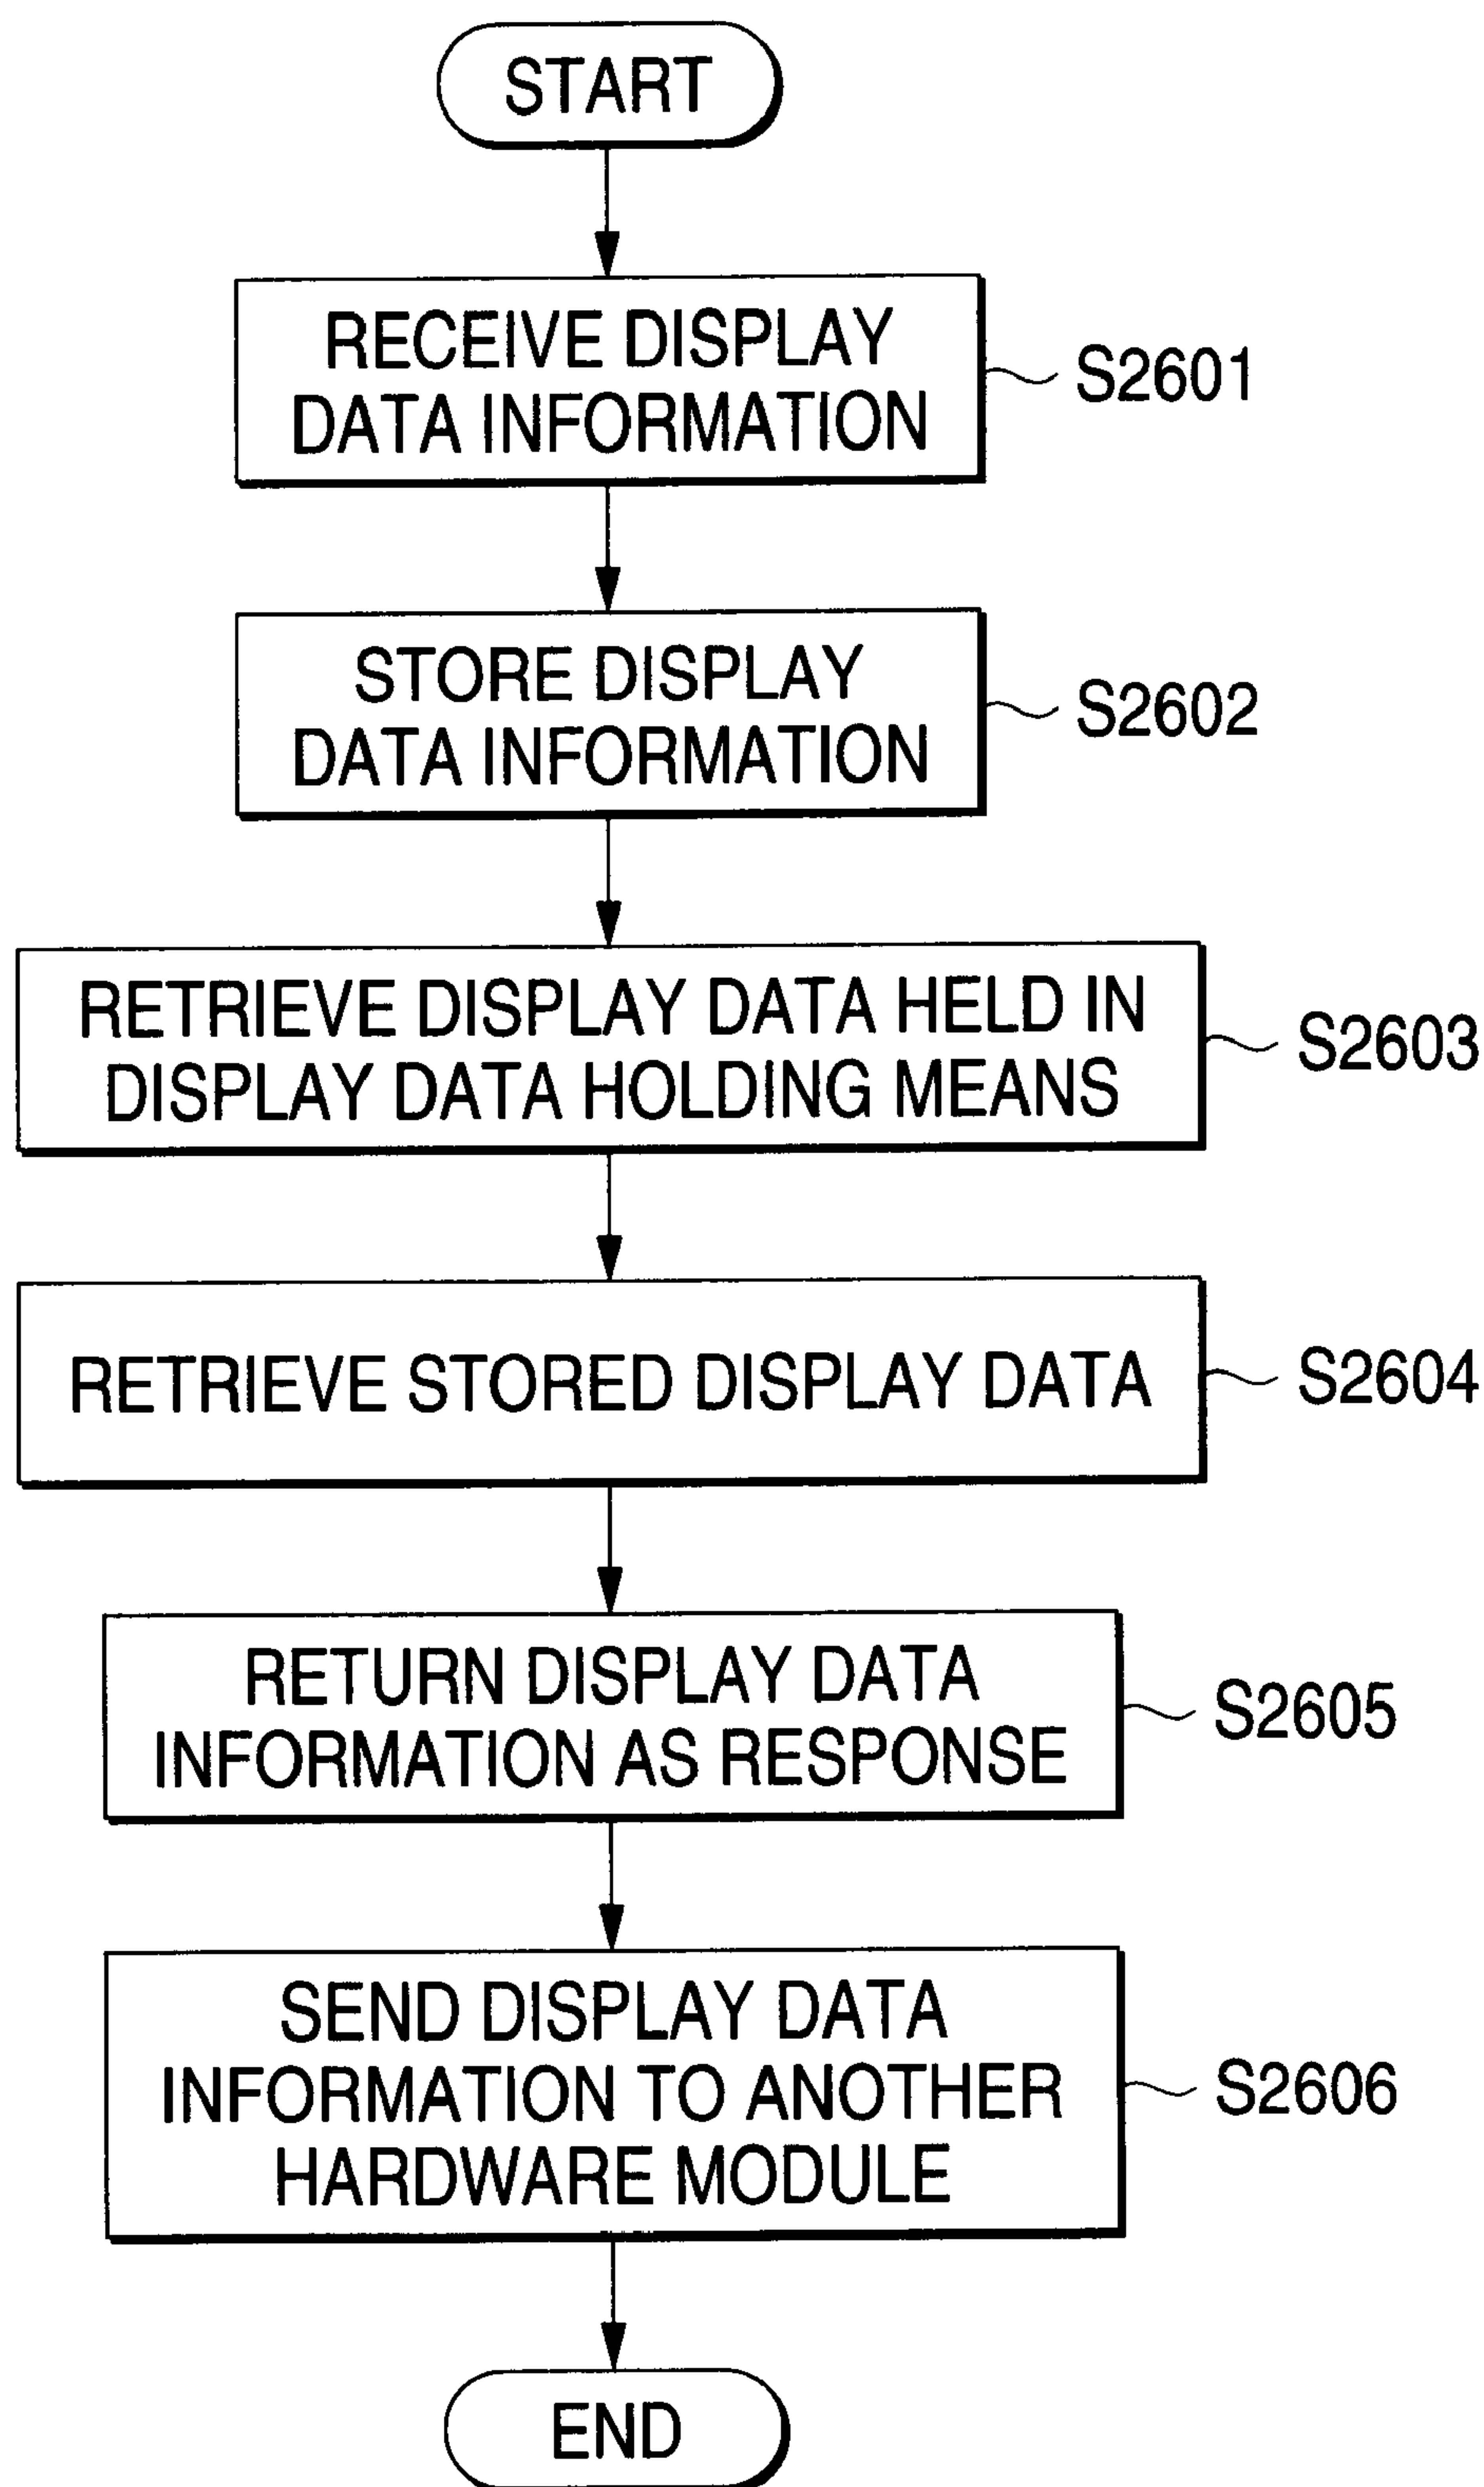 START
RECEIVE DISPLAY
DATA INFORMATION
S2601
STORE DISPLAY
DATA INFORMATION
S2602
RETRIEVE DISPLAY DATA HELD IN
DISPLAY DATA HOLDING MEANS
S2603
RETRIEVE STORED DISPLAY DATA
S2604
RETURN DISPLAY DATA
INFORMATION AS RESPONSE
S2605
SEND DISPLAY DATA
INFORMATION TO ANOTHER
HARDWARE MODULE
S2606
END